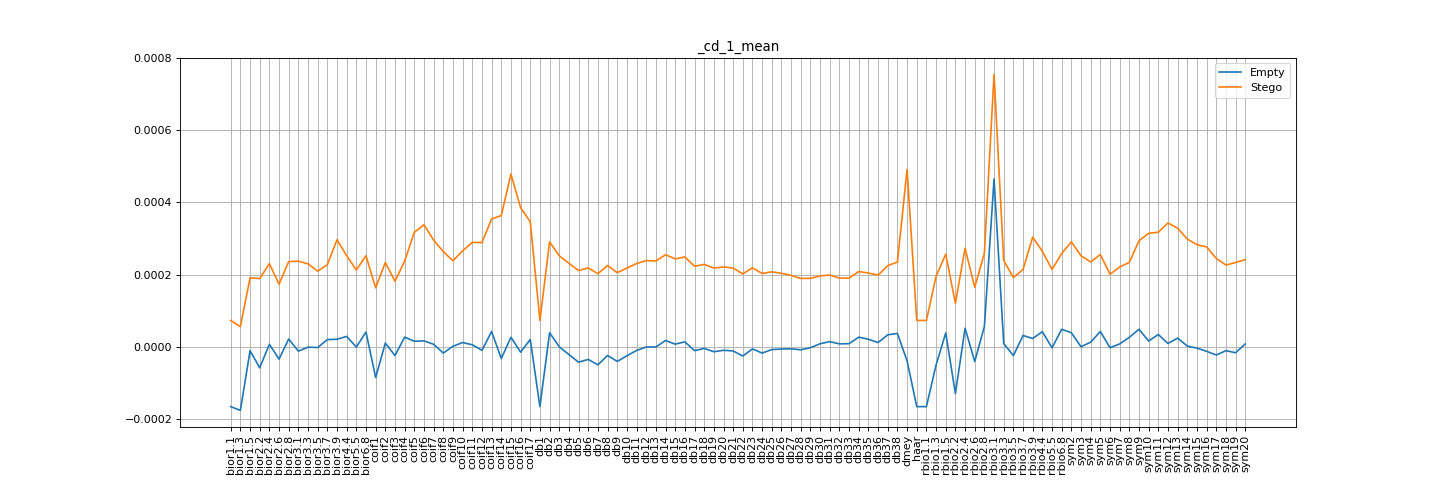 _cd_1_mean
Empty
Stego
0.0008
0.0006
0.0004
0.0002
0.0000
−0.0002
bior1.1
bior1.3
bior1.5
bior2.2
bior2.4
bior2.6
bior2.8
bior3.1
bior3.3
bior3.5
bior3.7
bior3.9
bior4.4
bior5.5
bior6.8
coif1
coif2
coif3
coif4
coif5
coif6
coif7
coif8
coif9
coif10
coif11
coif12
coif13
coif14
coif15
coif16
coif17
db1
db2
db3
db4
db5
db6
db7
db8
db9
db10
db11
db12
db13
db14
db15
db16
db17
db18
db19
db20
db21
db22
db23
db24
db25
db26
db27
db28
db29
db30
db31
db32
db33
db34
db35
db36
db37
db38
dmey
haar
rbio1.1
rbio1.3
rbio1.5
rbio2.2
rbio2.4
rbio2.6
rbio2.8
rbio3.1
rbio3.3
rbio3.5
rbio3.7
rbio3.9
rbio4.4
rbio5.5
rbio6.8
sym2
sym3
sym4
sym5
sym6
sym7
sym8
sym9
sym10
sym11
sym12
sym13
sym14
sym15
sym16
sym17
sym18
sym19
sym20